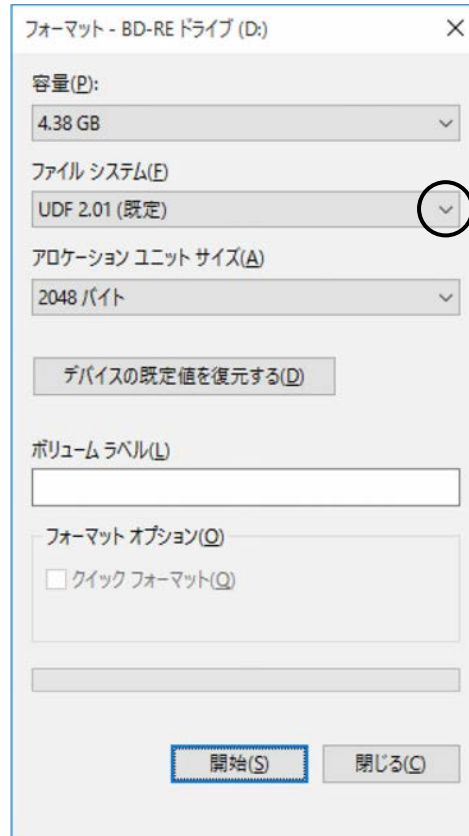 フォーマット - BD-RE ドライブ (D:)
容量(P):
4.38 GB
ファイル システム(F)
UDF 2.01 (既定)
アロケーション ユニット サイズ(A)
2048 バイト
デバイスの既定値を復元する(D)
ボリューム ラベル(L)
フォーマット オプション(O)
クイック フォーマット(Q)
開始(S)
閉じる(C)